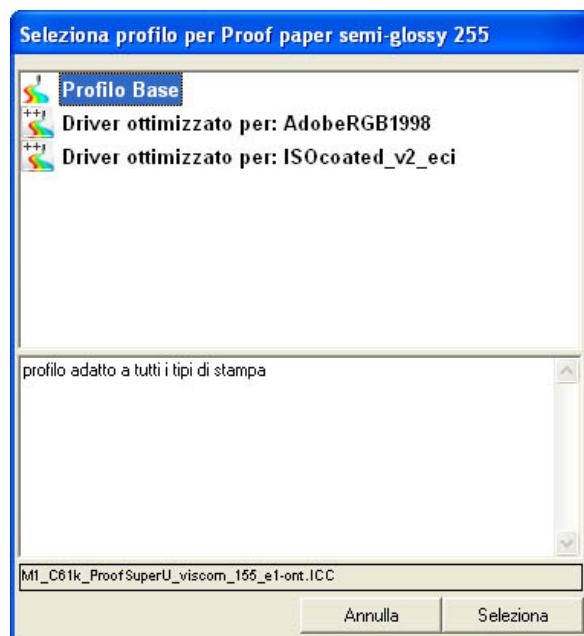 Seleziona profilo per Proof paper semi-glossy 255
Profilo Base
++ Driver ottimizzato per: AdobeRGB1998
++ Driver ottimizzato per: ISOcoated_v2_eci
profilo adatto a tutti i tipi di stampa
M1_C61k_ProofSuperU_viscom_155_e1-ont.ICC
Annulla
Seleziona